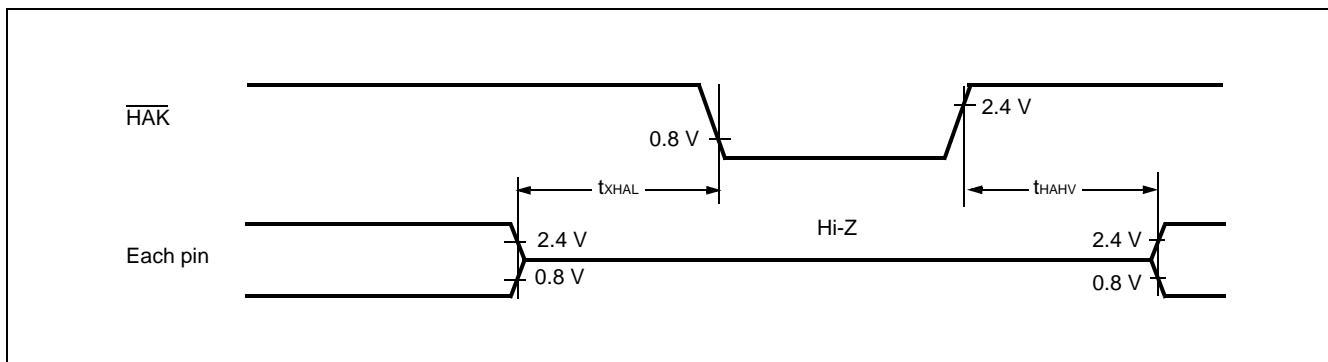 HAK
2.4 V
0.8 V
tXHAL
tHAHV
Hi-Z
Each pin
2.4 V
2.4 V
0.8 V
0.8 V